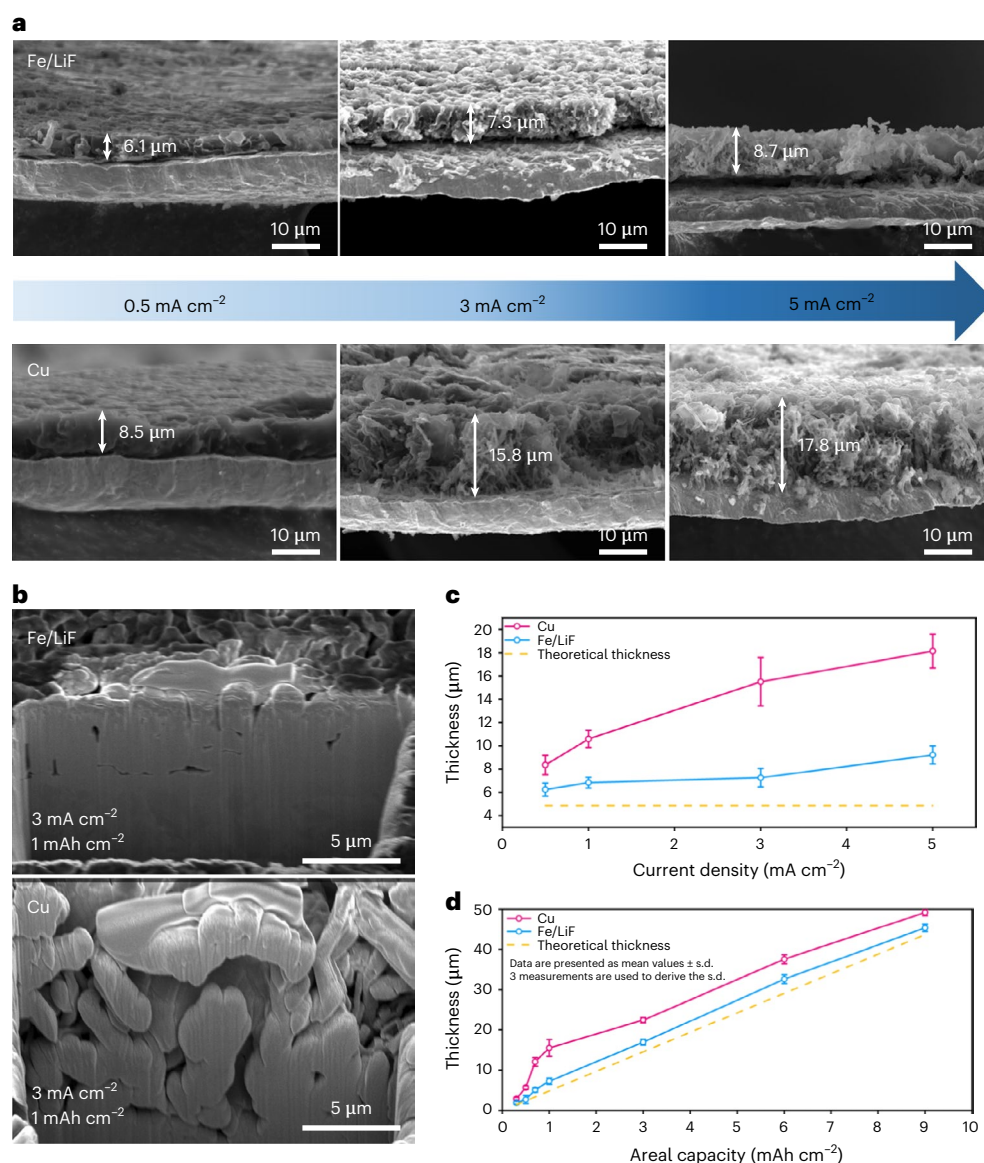 a
Fe/LiF
6.1 μm
10 μm
7.3 μm
10 μm
8.7 μm
10 μm
0.5 mA cm⁻²
3 mA cm⁻²
5 mA cm⁻²
Cu
8.5 μm
10 μm
15.8 μm
10 μm
17.8 μm
10 μm
b
Fe/LiF
3 mA cm⁻²
1 mAh cm⁻²
5 μm
Cu
3 mA cm⁻²
1 mAh cm⁻²
5 μm
c
Cu
Fe/LiF
Theoretical thickness
Thickness (μm)
20
18
16
14
12
10
8
6
4
0
1
2
3
4
5
Current density (mA cm⁻²)
d
Cu
Fe/LiF
Theoretical thickness
Data are presented as mean values ± s.d.
3 measurements are used to derive the s.d.
Thickness (μm)
50
40
30
20
10
0
0
1
2
3
4
5
6
7
8
9
10
Areal capacity (mAh cm⁻²)